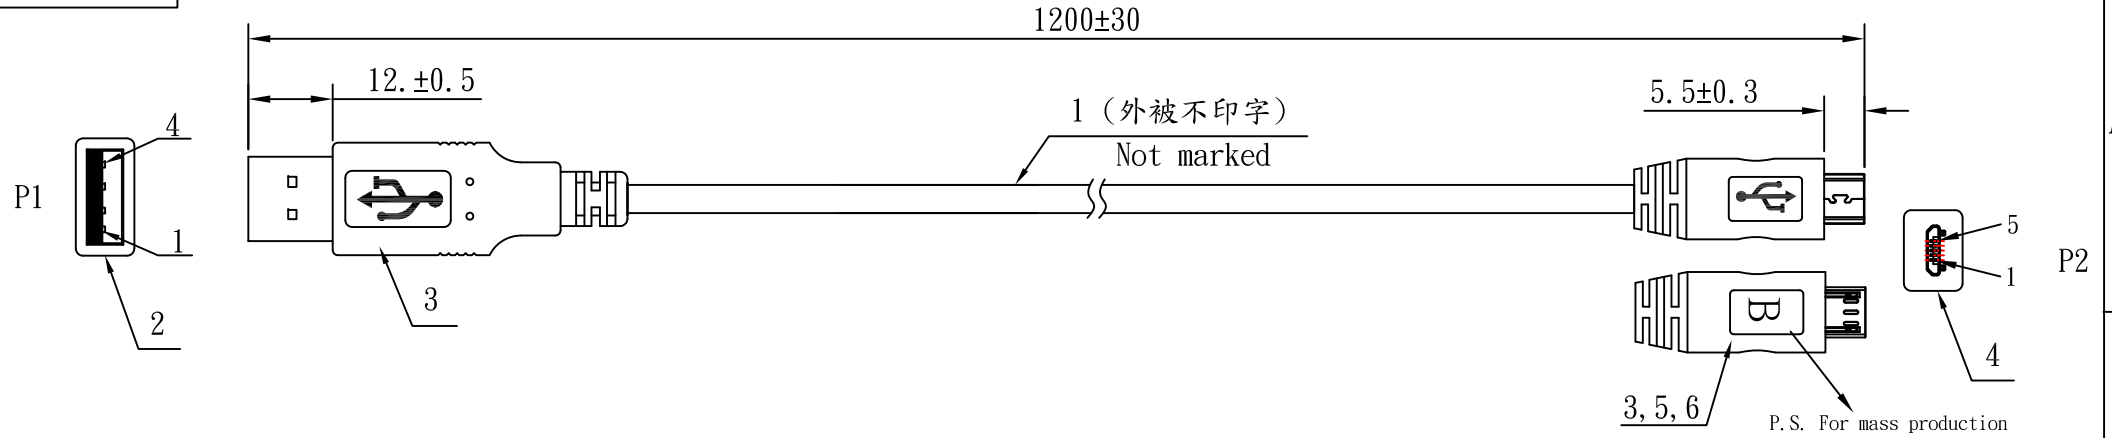 1200±30
12.±0.5
1 (外被不印字)
Not marked
5.5±0.3
P1
4
1
2
3
5
1
P2
4
B
3,5,6
P.S. For mass production